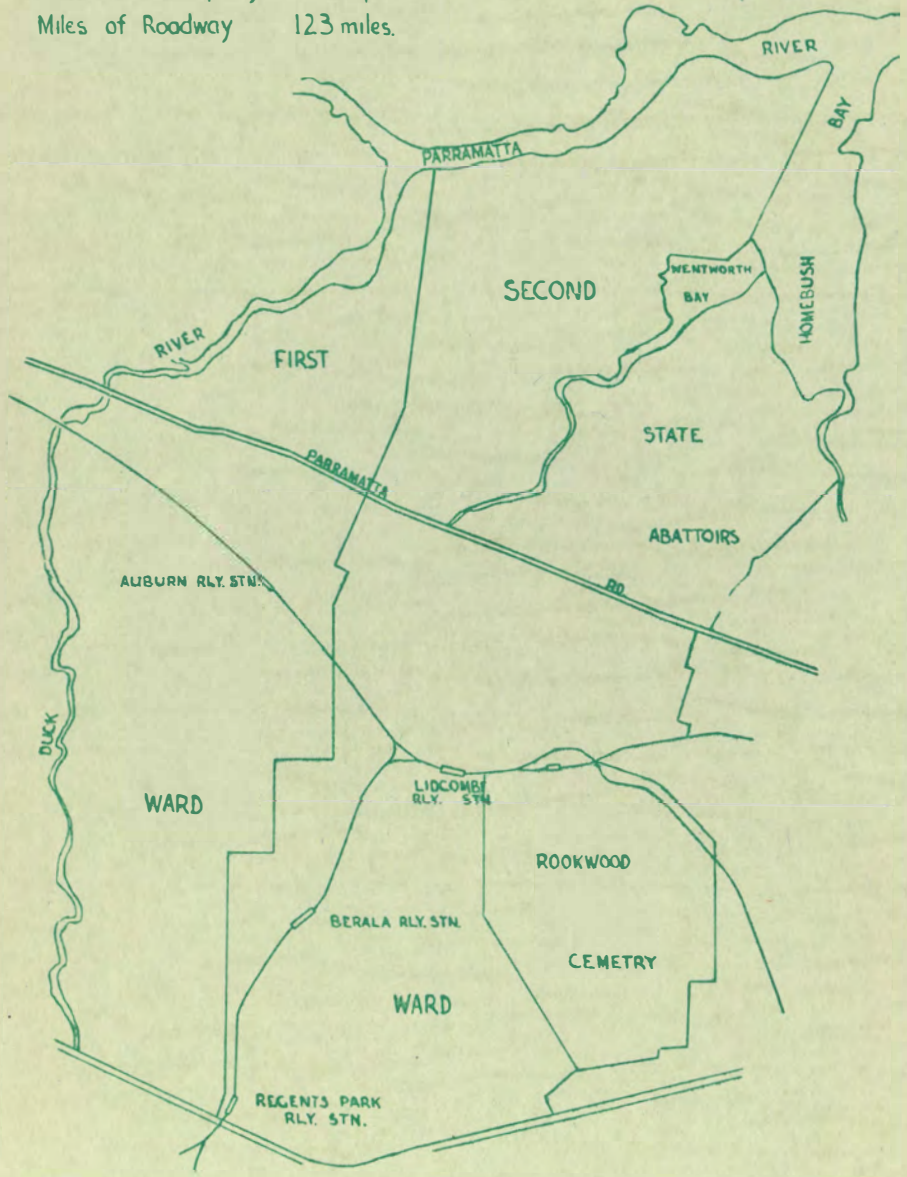 Miles of Roadway 123 miles.
RIVER
BAY
PARRAMATTA
WENTWORTH
BAY
HOMEBUSH
SECOND
RIVER
FIRST
STATE
PARRAMATTA
ABATTOIRS
AUBURN RLY. STN.
RD
DUCK
WARD
LIDCOMBE
RLY. STN
ROOKWOOD
BERALA RLY. STN.
CEMETRY
WARD
REGENTS PARK
RLY. STN.